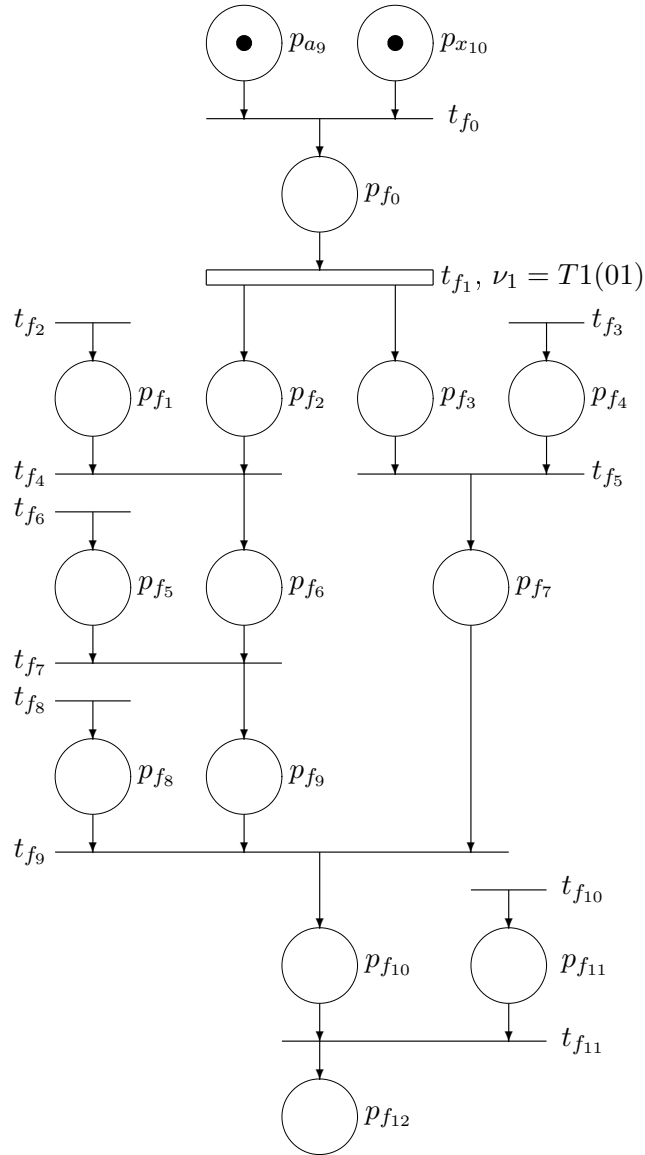 p_{a_9} p_{x_{10}}
t_{f_0}
p_{f_0}
t_{f_1}, ν_1 = T1(01)
t_{f_2} t_{f_3}
p_{f_1} p_{f_2} p_{f_3} p_{f_4}
t_{f_4} t_{f_5}
t_{f_6}
p_{f_5} p_{f_6} p_{f_7}
t_{f_7}
t_{f_8}
p_{f_8} p_{f_9}
t_{f_9}
t_{f_{10}}
p_{f_{10}} p_{f_{11}}
t_{f_{11}}
p_{f_{12}}